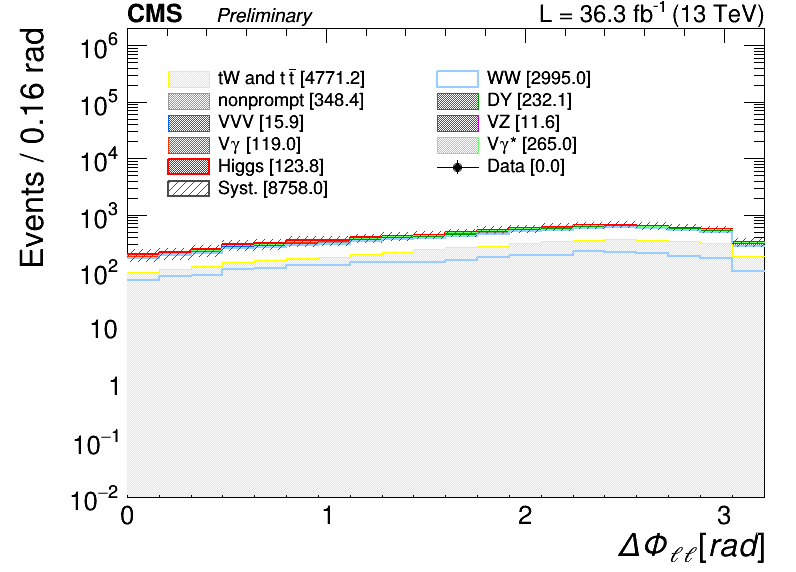 CMS Preliminary L = 36.3 fb⁻¹ (13 TeV)
Events / 0.16 rad
10⁶
10⁵
10⁴
10³
10²
10
1
10⁻¹
10⁻²
tW and tt̅ [4771.2] WW [2995.0]
nonprompt [348.4] DY [232.1]
VVV [15.9] VZ [11.6]
Vγ [119.0] Vγ* [265.0]
Higgs [123.8] Data [0.0]
Syst. [8758.0]
0 1 2 3
ΔΦℓℓ[rad]